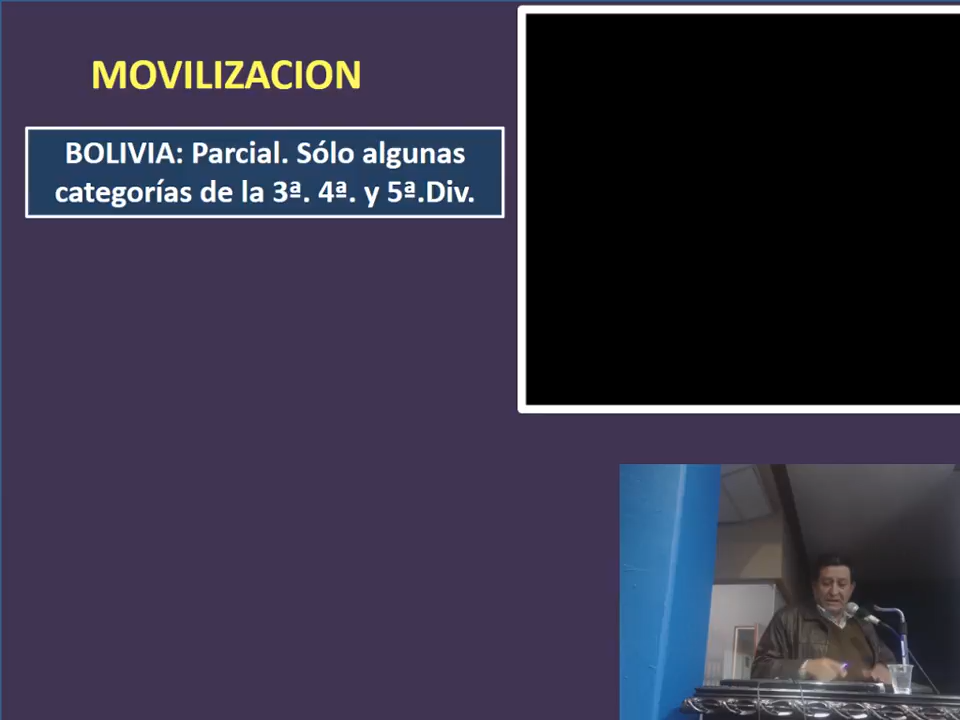 MOVILIZACION
BOLIVIA: Parcial. Sólo algunas
categorías de la 3ª. 4ª. y 5ª.Div.